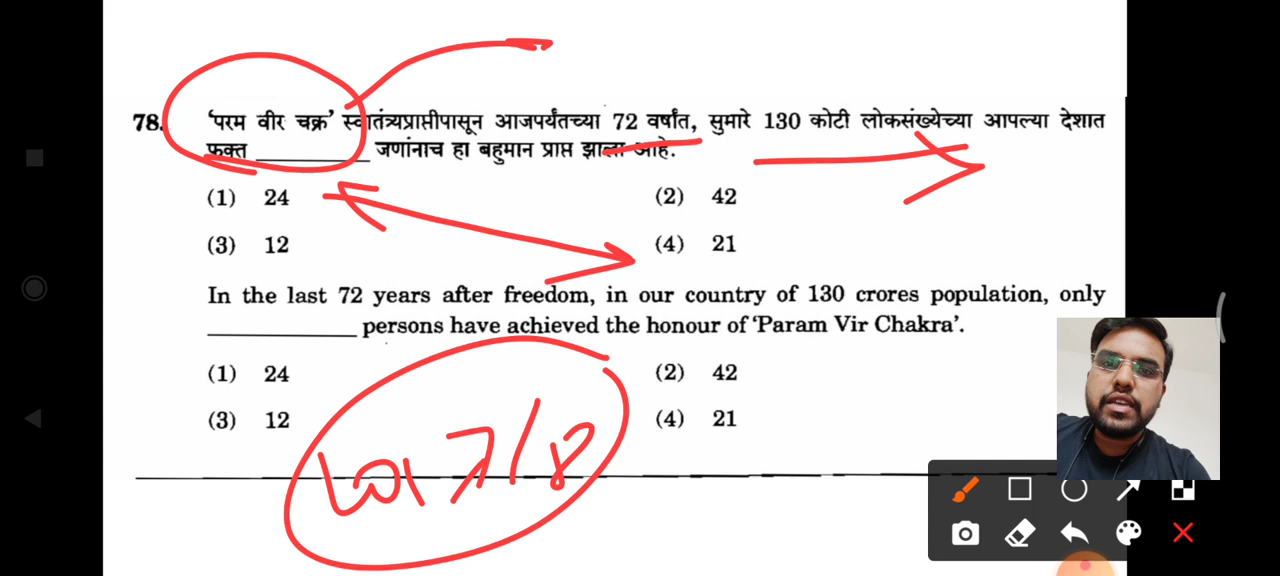 78. 'परम वीर चक्र' स्वातंत्र्यप्राप्तीपासून आजपर्यंतच्या 72 वर्षांत, सुमारे 130 कोटी लोकसंख्येच्या आपल्या देशात
फक्त ____________ जणांनाच हा बहुमान प्राप्त झाला आहे.
(1) 24 (2) 42
(3) 12 (4) 21
In the last 72 years after freedom, in our country of 130 crores population, only
____________ persons have achieved the honour of 'Param Vir Chakra'.
(1) 24 (2) 42
(3) 12 (4) 21